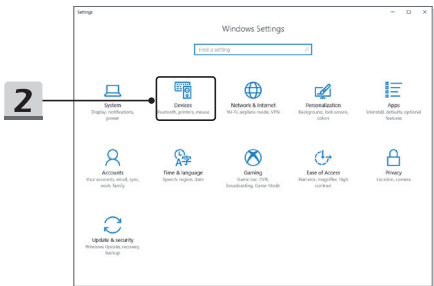 Settings
Windows Settings
Find a setting
2
System
Display, notifications,
power
Devices
Bluetooth, printers, mouse
Network & Internet
Wi-Fi, airplane mode, VPN
Personalization
Background, lock screen,
colors
Apps
Uninstall, defaults, optional
features
Accounts
Your accounts, email, sync,
work, family
Time & language
Speech, region, date
Gaming
Game bar, DVR,
broadcasting, Game Mode
Ease of Access
Narrator, magnifier, high
contrast
Privacy
Location, camera
Update & security
Windows Update, recovery
backup